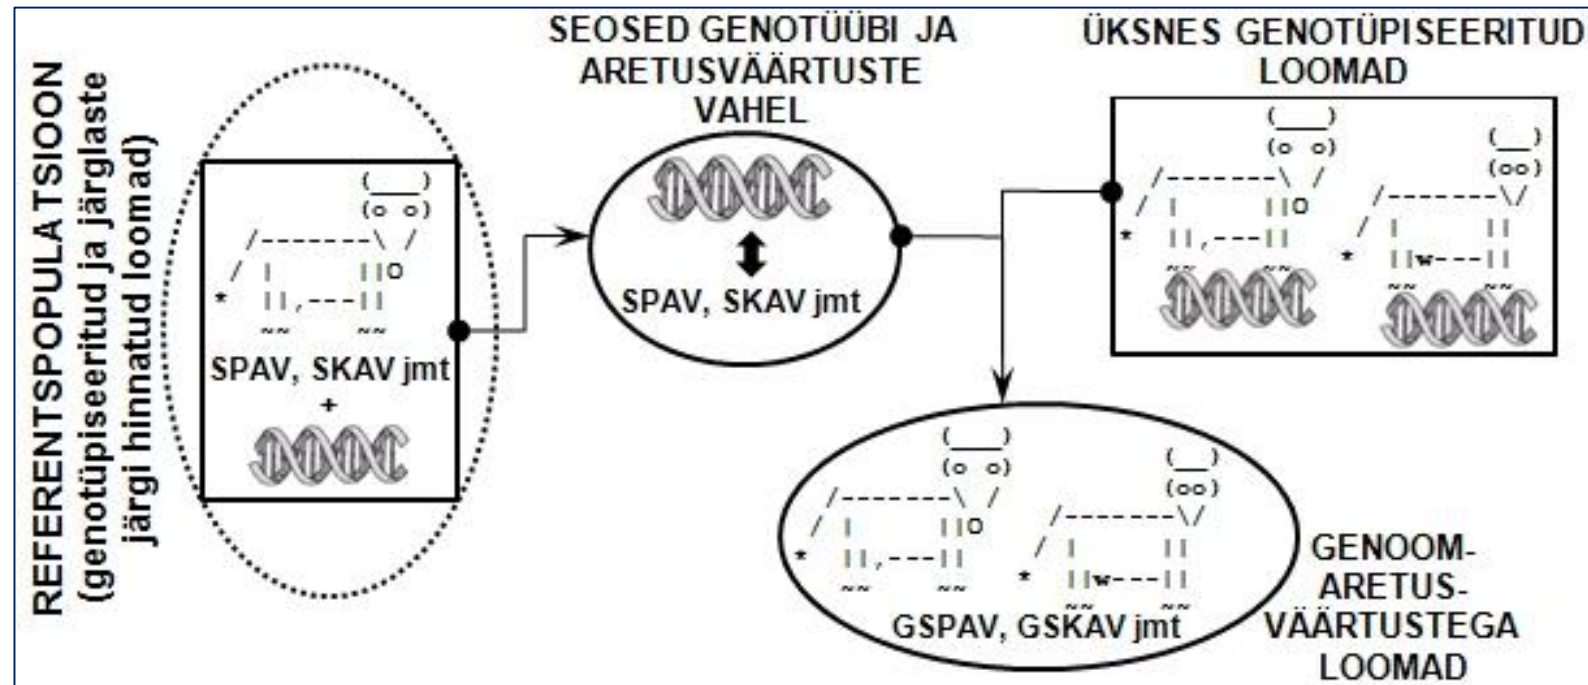 REFERENTSPOPULATSIOON
(genotüpiseeritud ja järglaste
järgi hinnatud loomad)
SPAV, SKAV jmt
+
SEOSED GENOTÜÜBI JA
ARETUSVÄÄRTUSTE
VAHEL
SPAV, SKAV jmt
ÜKSNES GENOTÜPISEERITUD
LOOMAD
GSPAV, GSKAV jmt
GENOOM-
ARETUS-
VÄÄRTUSTEGA
LOOMAD